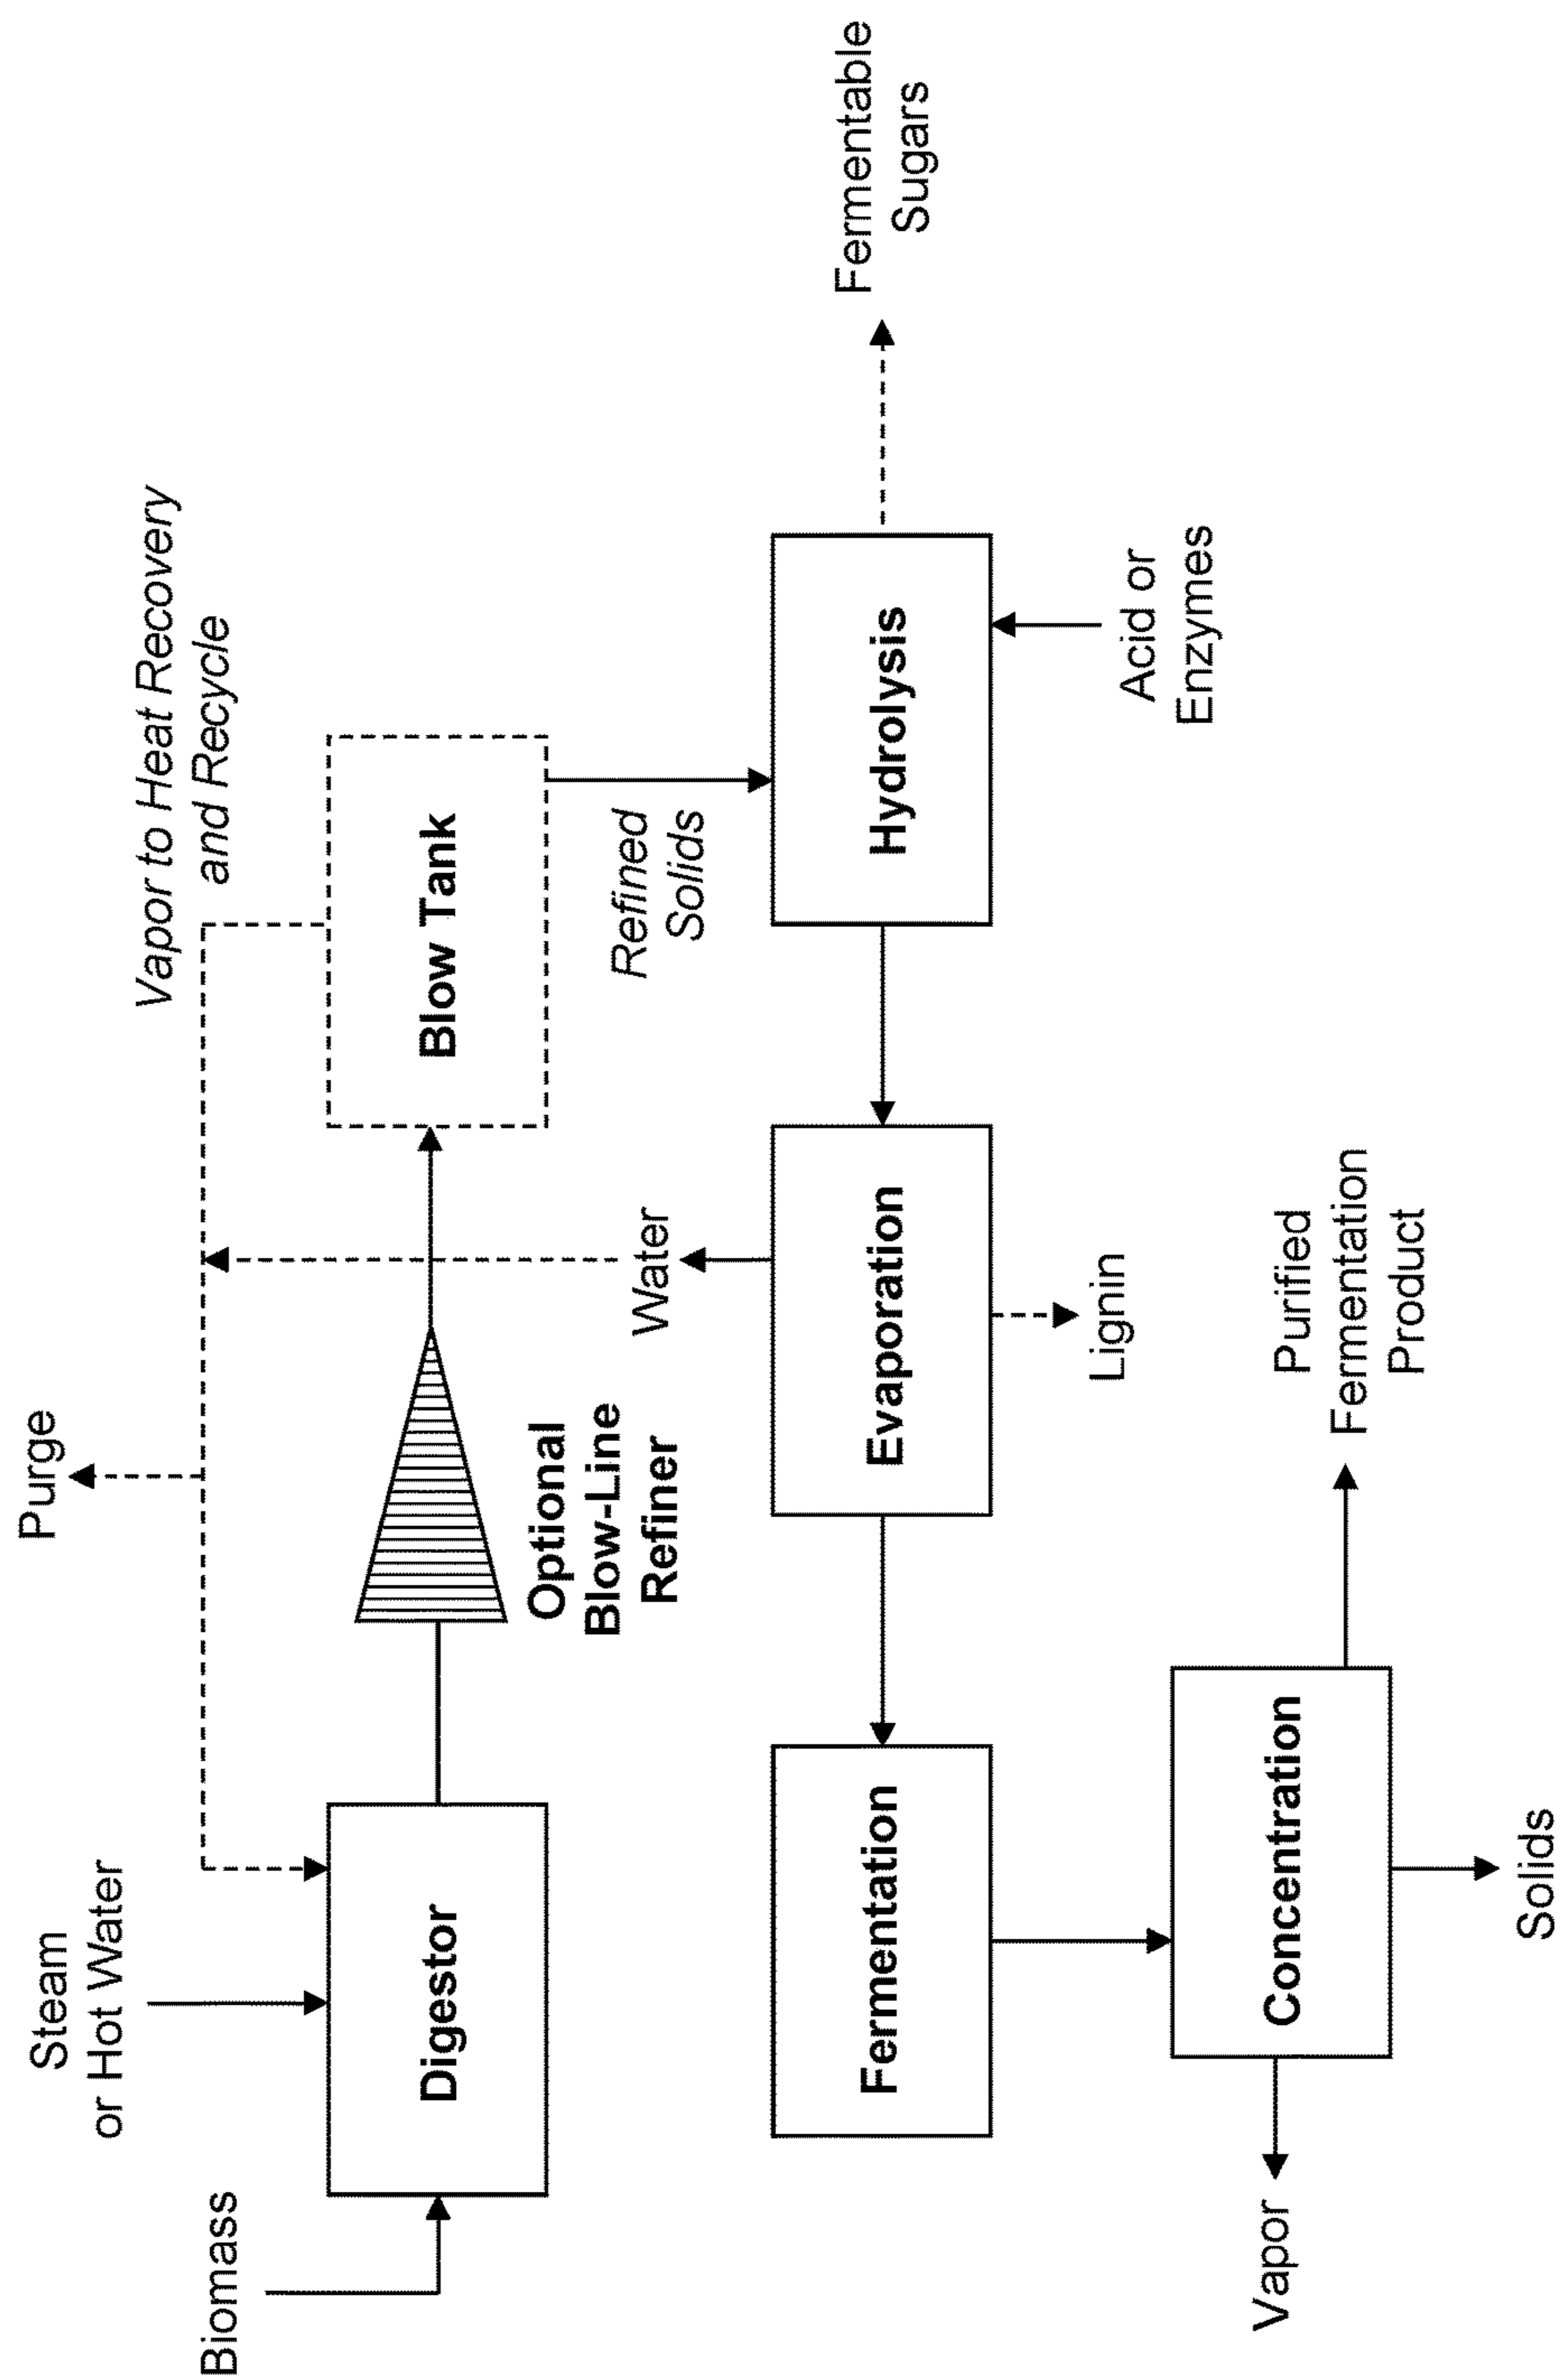 Purge
Steam
or Hot Water
Vapor to Heat Recovery
and Recycle
Biomass
Digestor
Optional
Blow-Line
Refiner
Blow Tank
Water
Refined
Solids
Fermentation
Evaporation
Hydrolysis
Fermentable
Sugars
Lignin
Acid or
Enzymes
Vapor
Concentration
Purified
Fermentation
Product
Solids